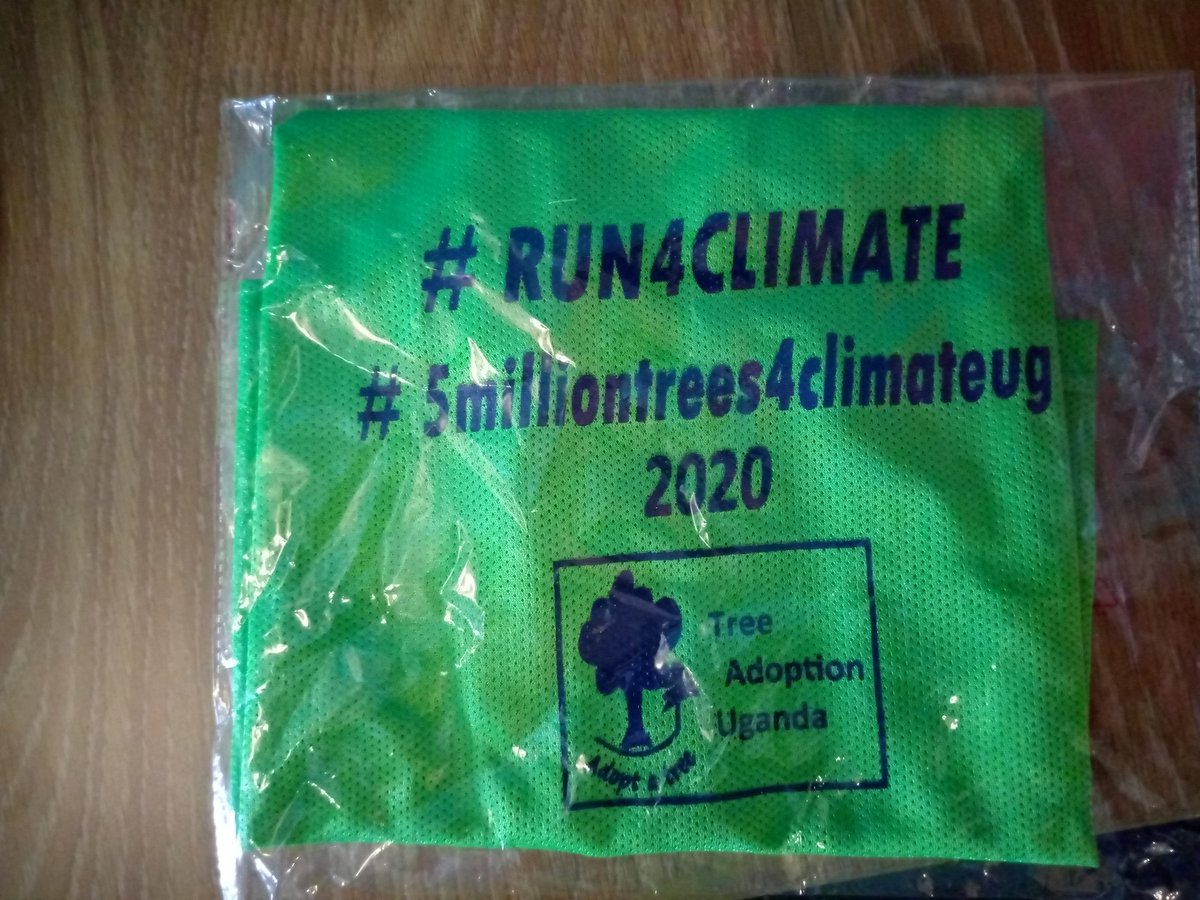 # RUN4CLIMATE
# 5milliontrees4climateug
2020
Tree
Adoption
Uganda
Adopt a tree